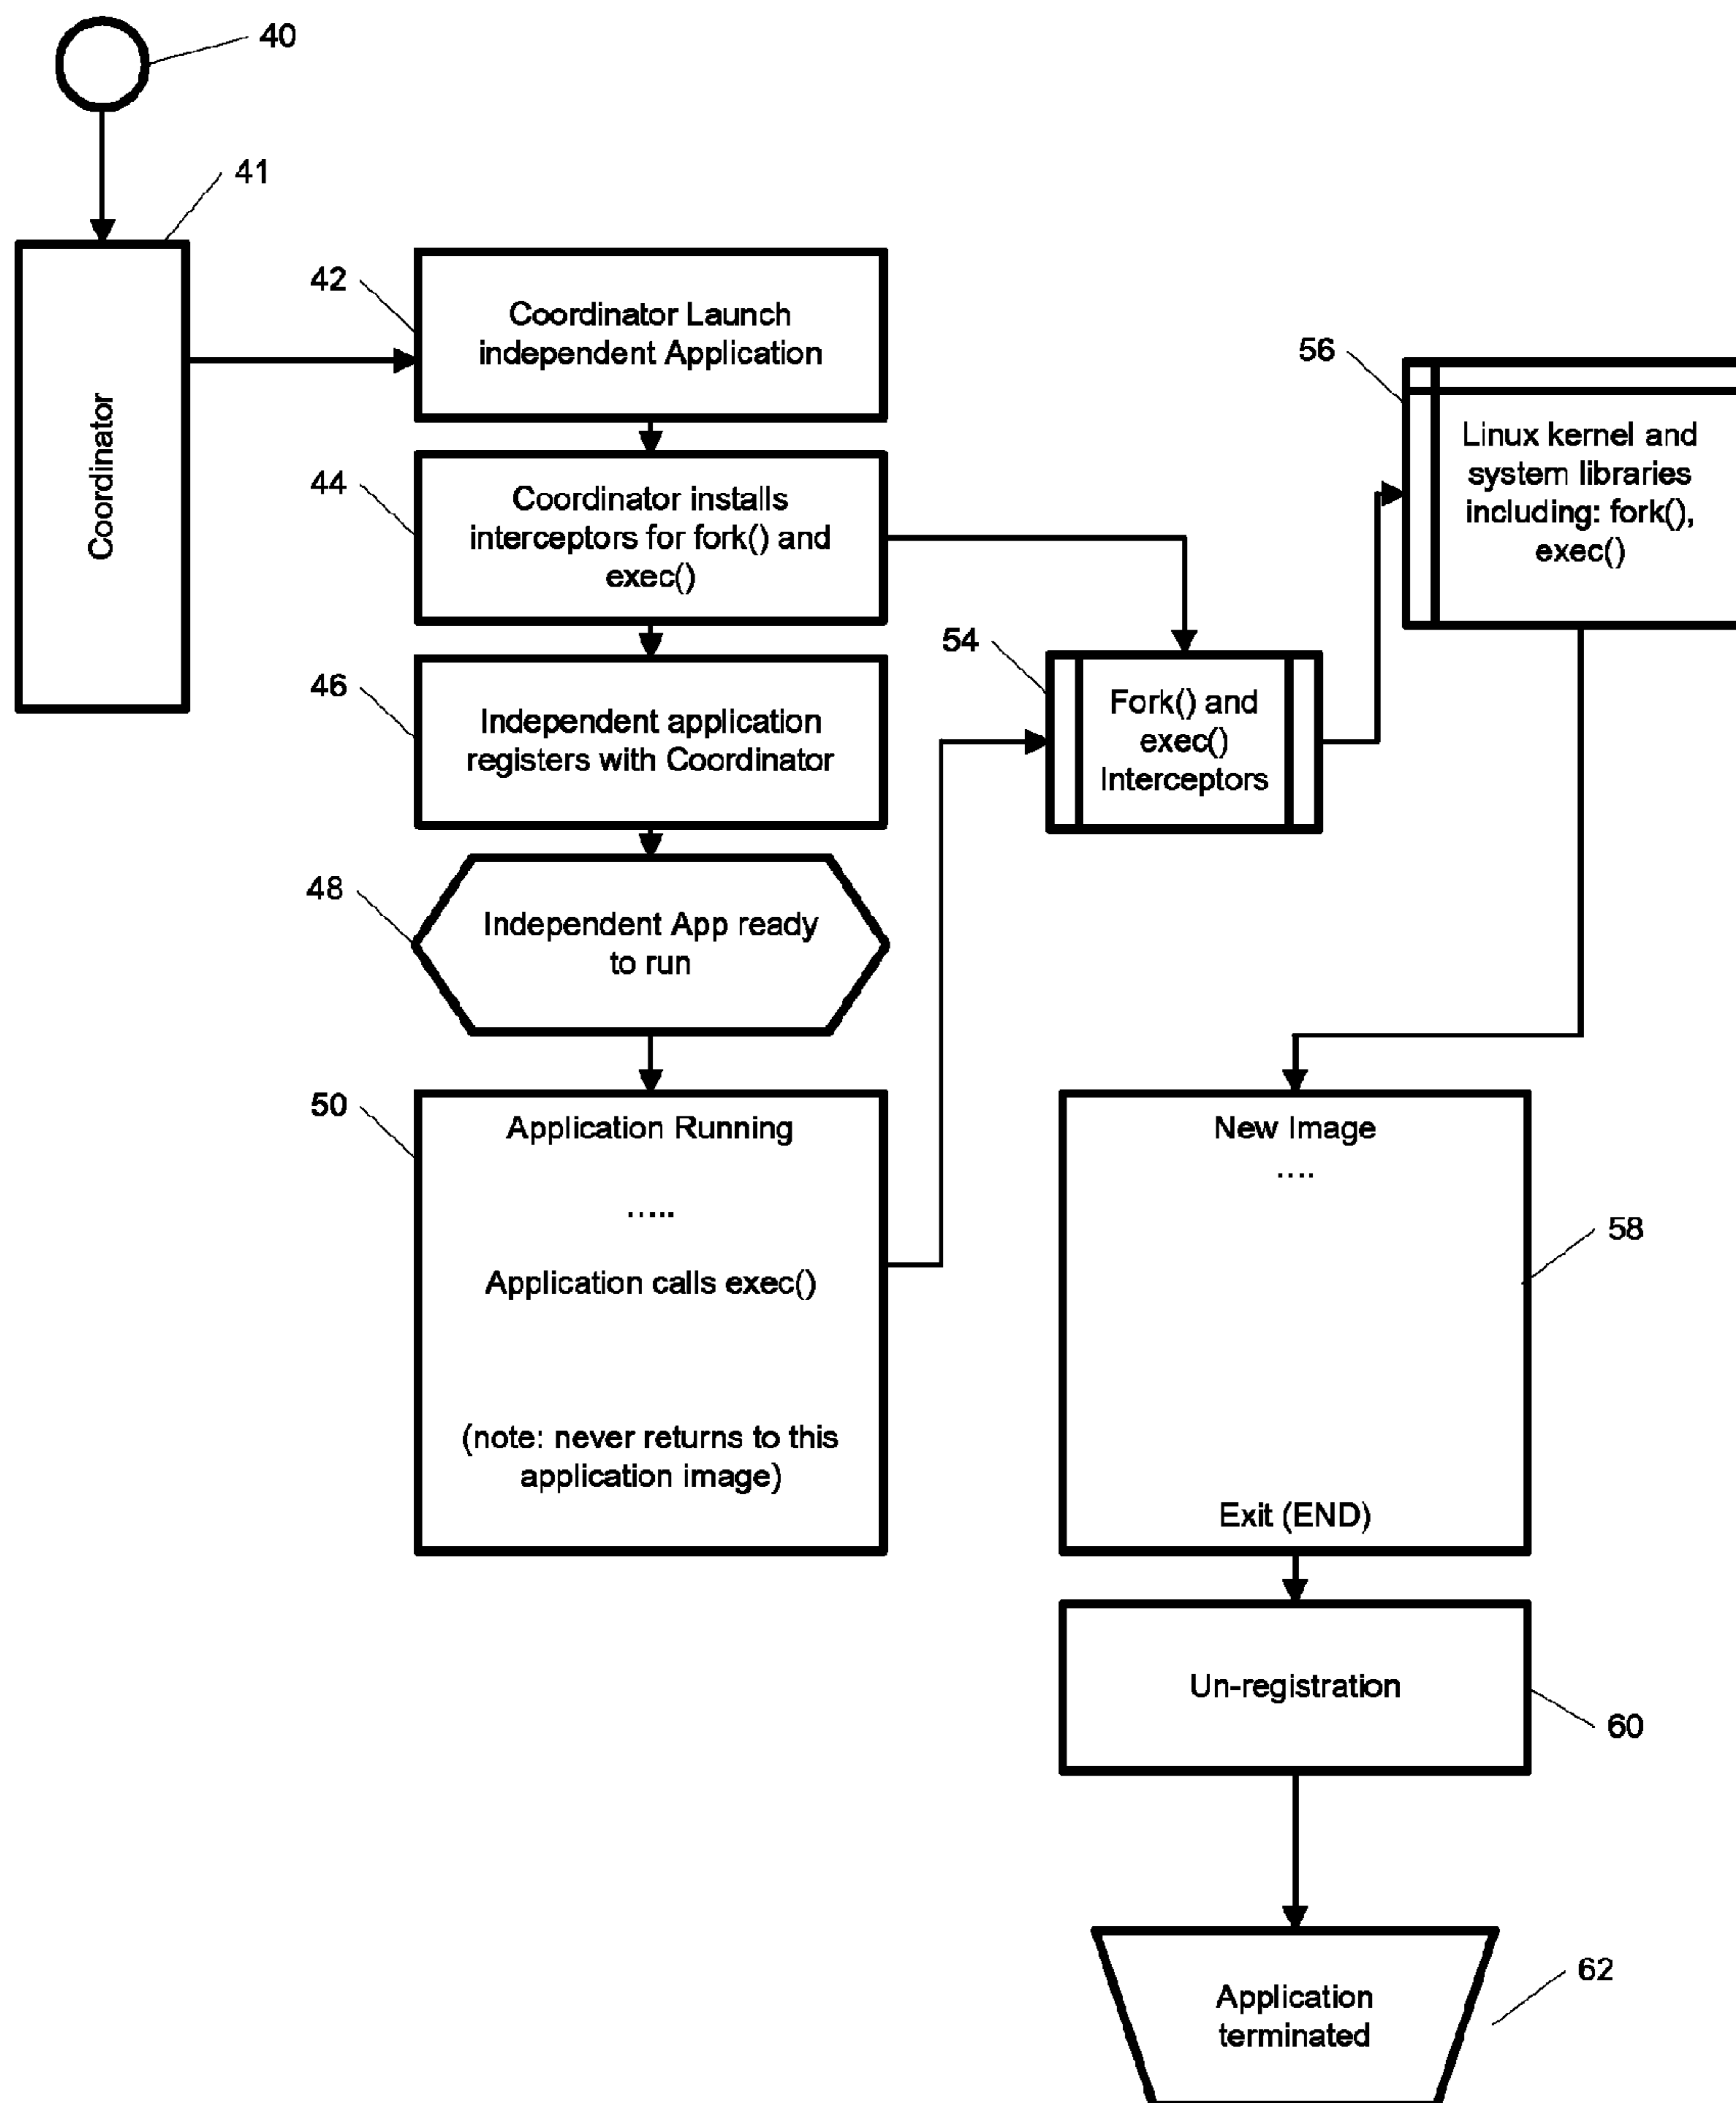 40
41
Coordinator
42
Coordinator Launch
independent Application
44
Coordinator installs
interceptors for fork() and
exec()
46
Independent application
registers with Coordinator
48
Independent App ready
to run
50
Application Running
.....
Application calls exec()
(note: never returns to this
application image)
54
Fork() and
exec()
Interceptors
56
Linux kernel and
system libraries
including: fork(),
exec()
New Image
....
Exit (END)
58
Un-registration
60
Application
terminated
62